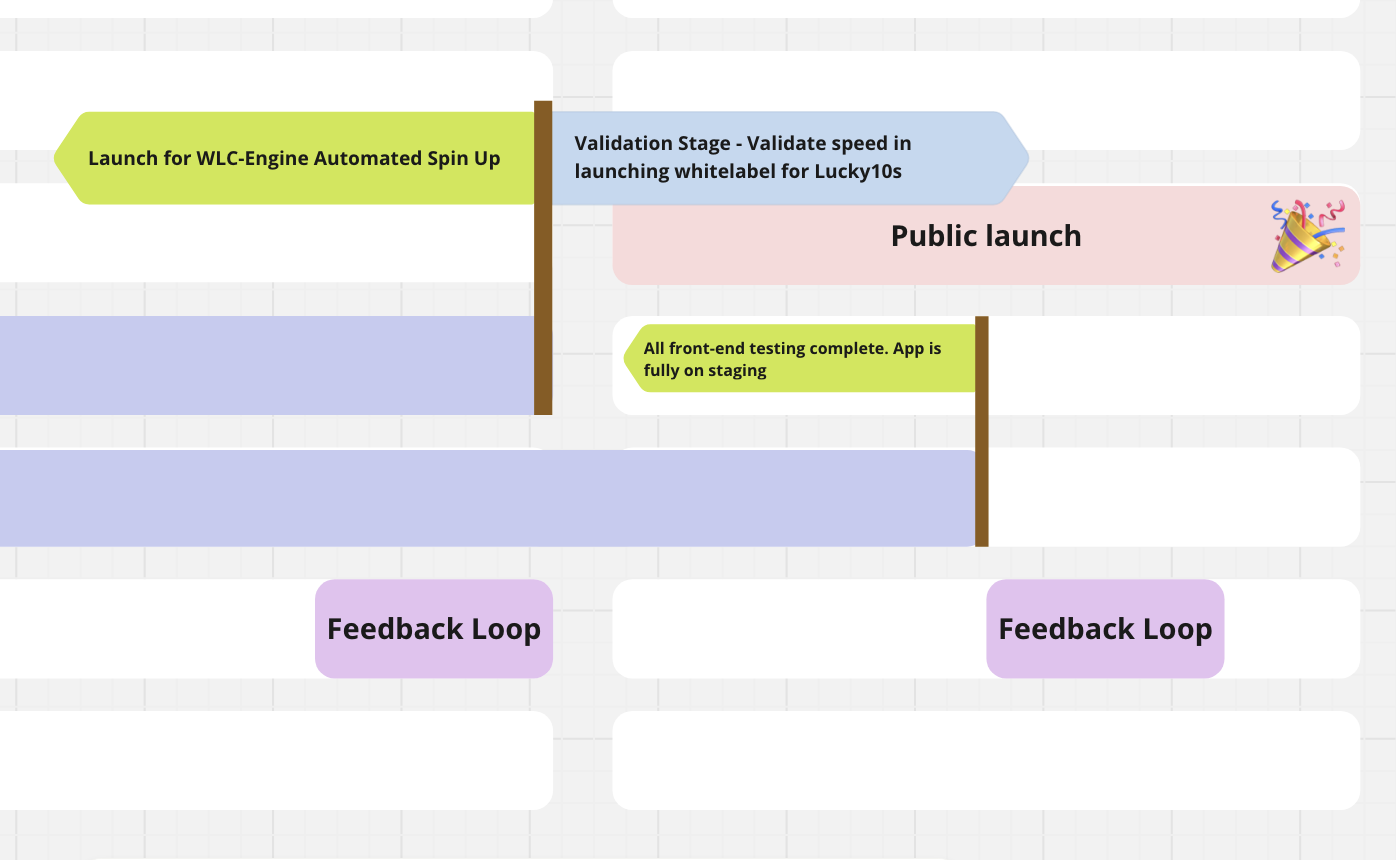 Launch for WLC-Engine Automated Spin Up
Validation Stage - Validate speed in
launching whitelabel for Lucky10s
Public launch
All front-end testing complete. App is
fully on staging
Feedback Loop
Feedback Loop